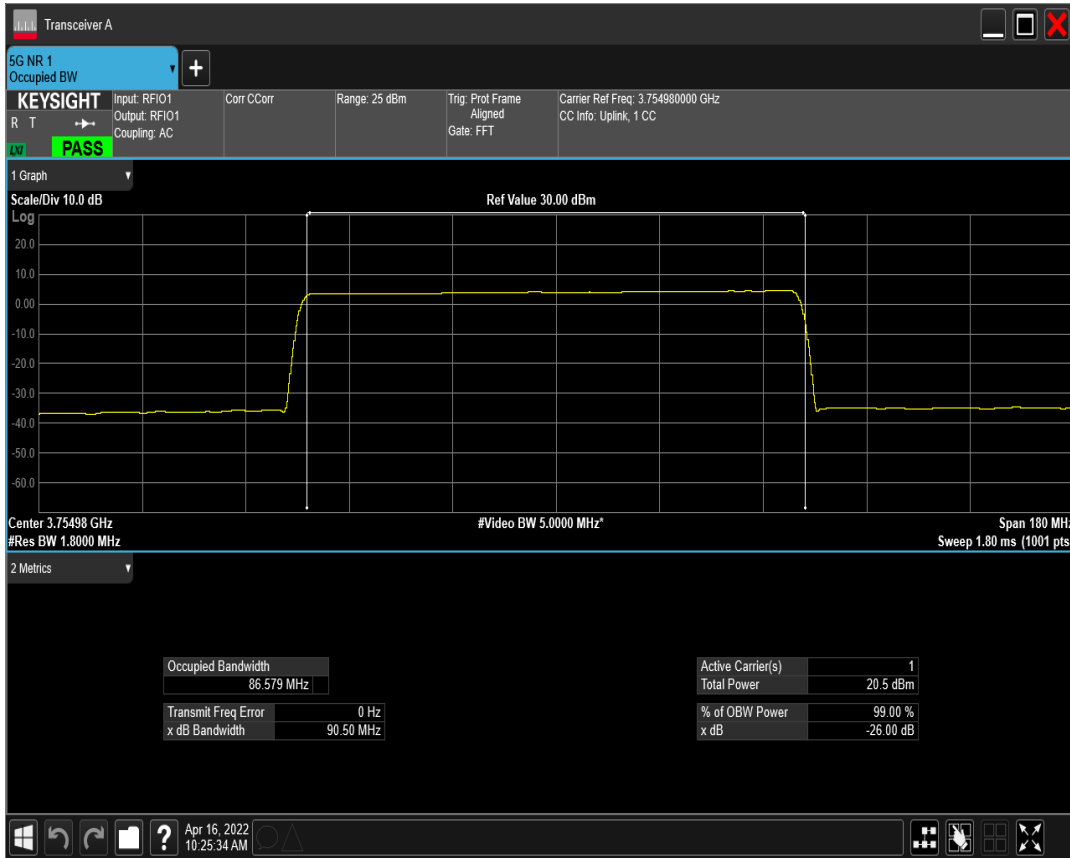 Transceiver A
5G NR 1
Occupied BW
+
KEYSIGHT
R T
LXI
PASS
Input: RFIO1
Output: RFIO1
Coupling: AC
Corr CCorr
Range: 25 dBm
Trig: Prot Frame
Aligned
Gate: FFT
Carrier Ref Freq: 3.754980000 GHz
CC Info: Uplink, 1 CC
1 Graph
Scale/Div 10.0 dB
Ref Value 30.00 dBm
Log
20.0
10.0
0.00
-10.0
-20.0
-30.0
-40.0
-50.0
-60.0
Center 3.75498 GHz
#Video BW 5.0000 MHz*
Span 180 MHz
#Res BW 1.8000 MHz
Sweep 1.80 ms (1001 pts
2 Metrics
Occupied Bandwidth
86.579 MHz
Transmit Freq Error 0 Hz
x dB Bandwidth 90.50 MHz
Active Carrier(s) 1
Total Power 20.5 dBm
% of OBW Power 99.00 %
x dB -26.00 dB
?
Apr 16, 2022
10:25:34 AM